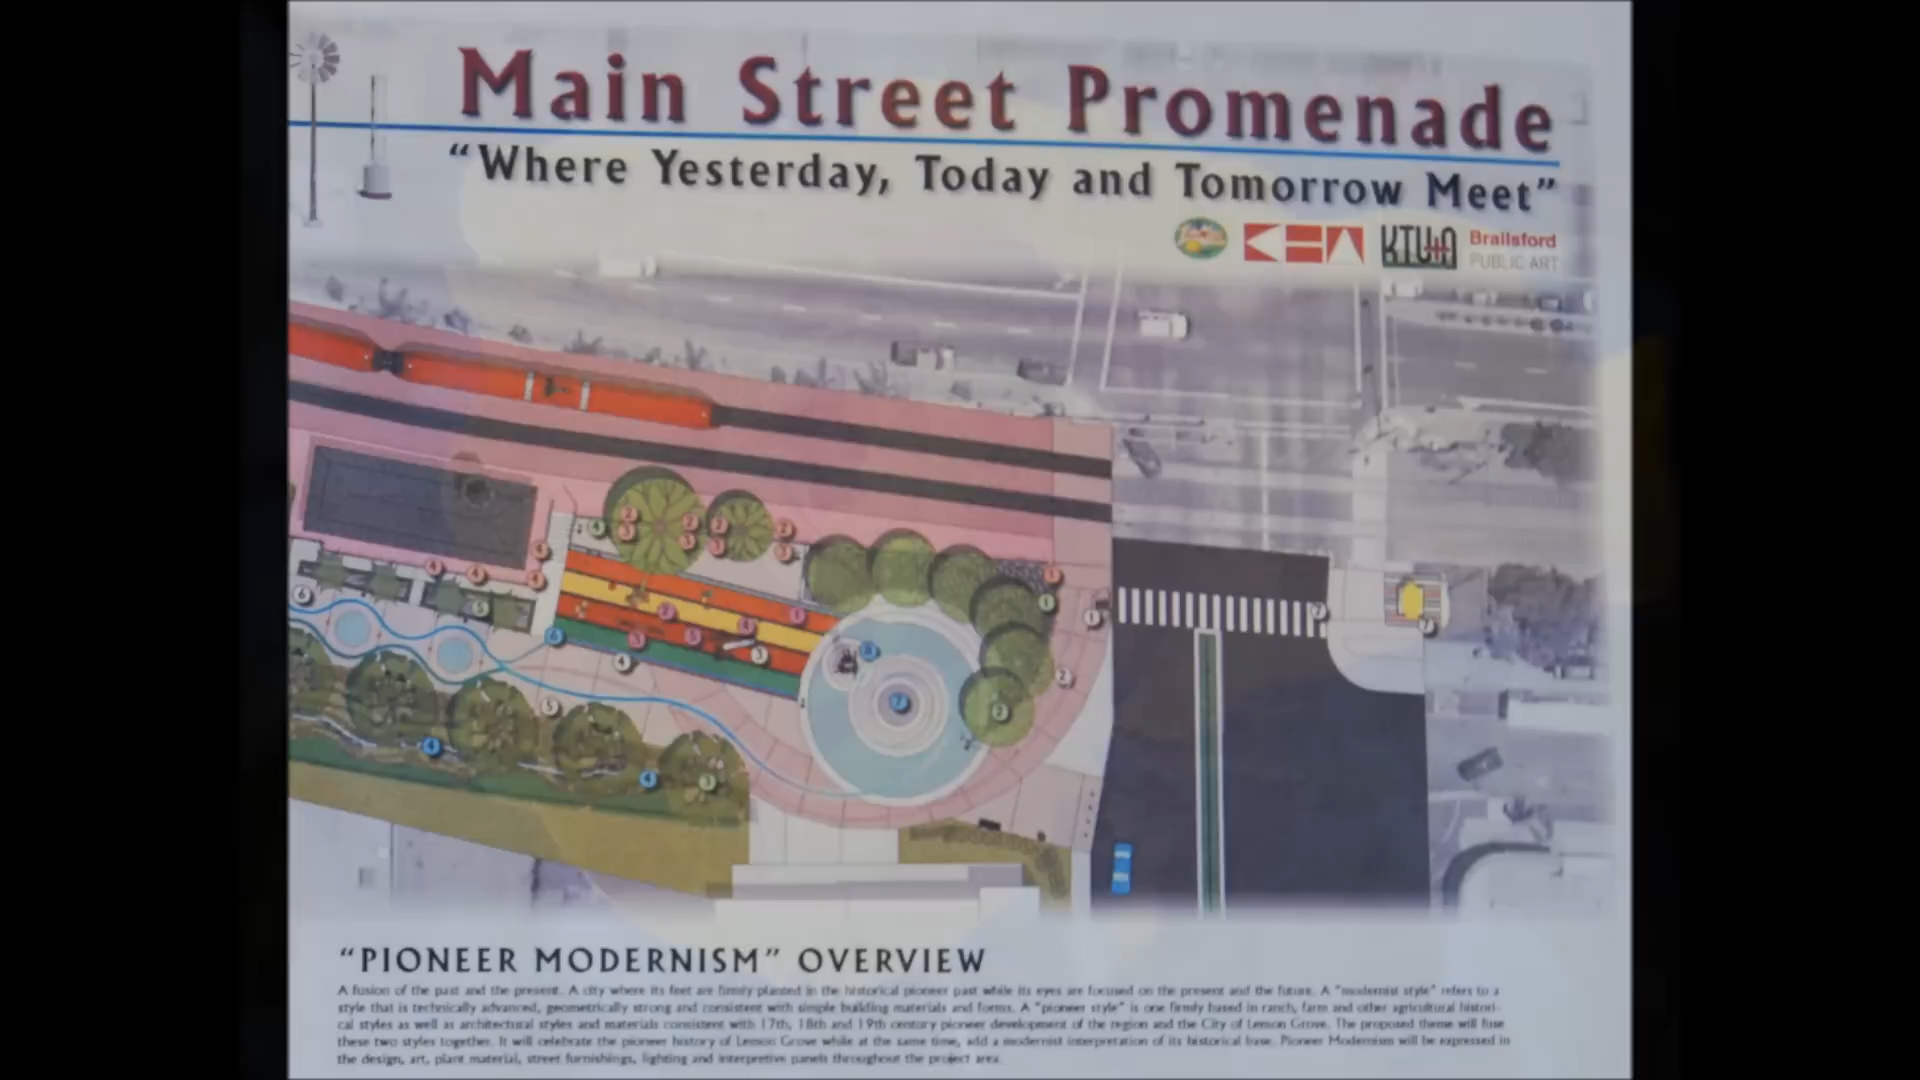 Main Street Promenade
“Where Yesterday, Today and Tomorrow Meet”
KTU+A
Brailsford
PUBLIC ART
“PIONEER MODERNISM” OVERVIEW
A fusion of the past and the present. A city where its feet are firmly planted in the historical pioneer past while its eyes are focused on the present and the future. A “modernist style” refers to a
style that is technically advanced, geometrically strong and consistent with simple building materials and forms. A “pioneer style” is one firmly based in ranch, farm and other agricultural histori-
cal styles as well as architectural styles and materials consistent with 17th, 18th and 19th century pioneer development of the region and the City of Lemon Grove. The proposed theme will fuse
these two styles together. It will celebrate the pioneer history of Lemon Grove while at the same time, add a modernist interpretation of its historical base. Pioneer Modernism will be expressed in
the design, art, plant material, street furnishings, lighting and interpretive panels throughout the project area.